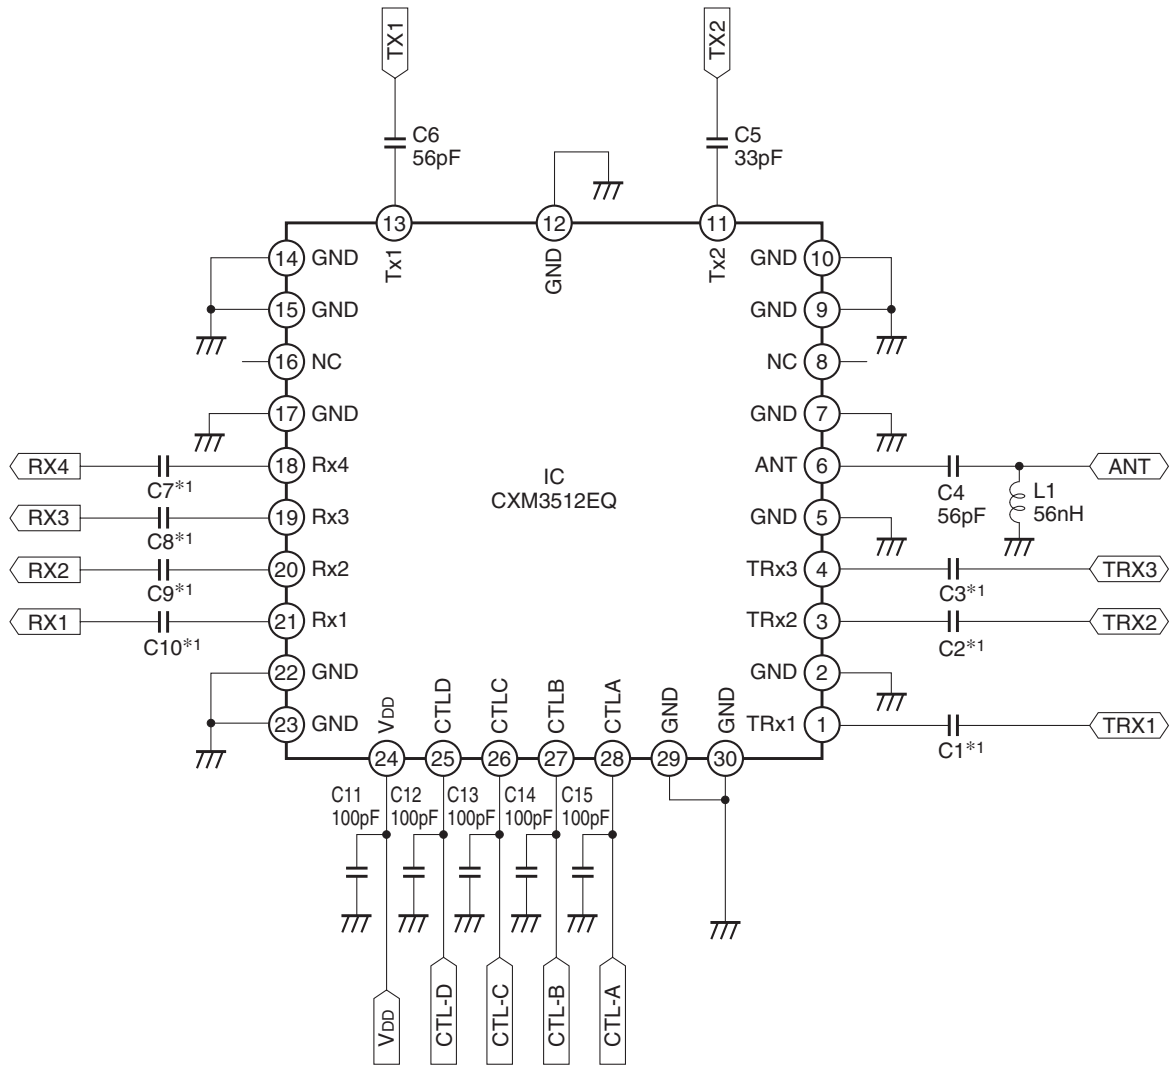 TX1
TX2
C6
56pF
C5
33pF
13
12
11
Tx1
GND
Tx2
14 GND
GND 10
15 GND
GND 9
16 NC
NC 8
17 GND
GND 7
RX4
C7*1
18 Rx4
ANT 6
C4
56pF
L1
56nH
ANT
IC
CXM3512EQ
RX3
C8*1
19 Rx3
GND 5
RX2
C9*1
20 Rx2
TRx3 4
C3*1
TRX3
RX1
C10*1
21 Rx1
TRx2 3
C2*1
TRX2
22 GND
GND 2
23 GND
TRx1 1
C1*1
TRX1
VDD
CTLD
CTLC
CTLB
CTLA
GND
GND
24
25
26
27
28
29
30
C11
100pF
C12
100pF
C13
100pF
C14
100pF
C15
100pF
VDD
CTL-D
CTL-C
CTL-B
CTL-A